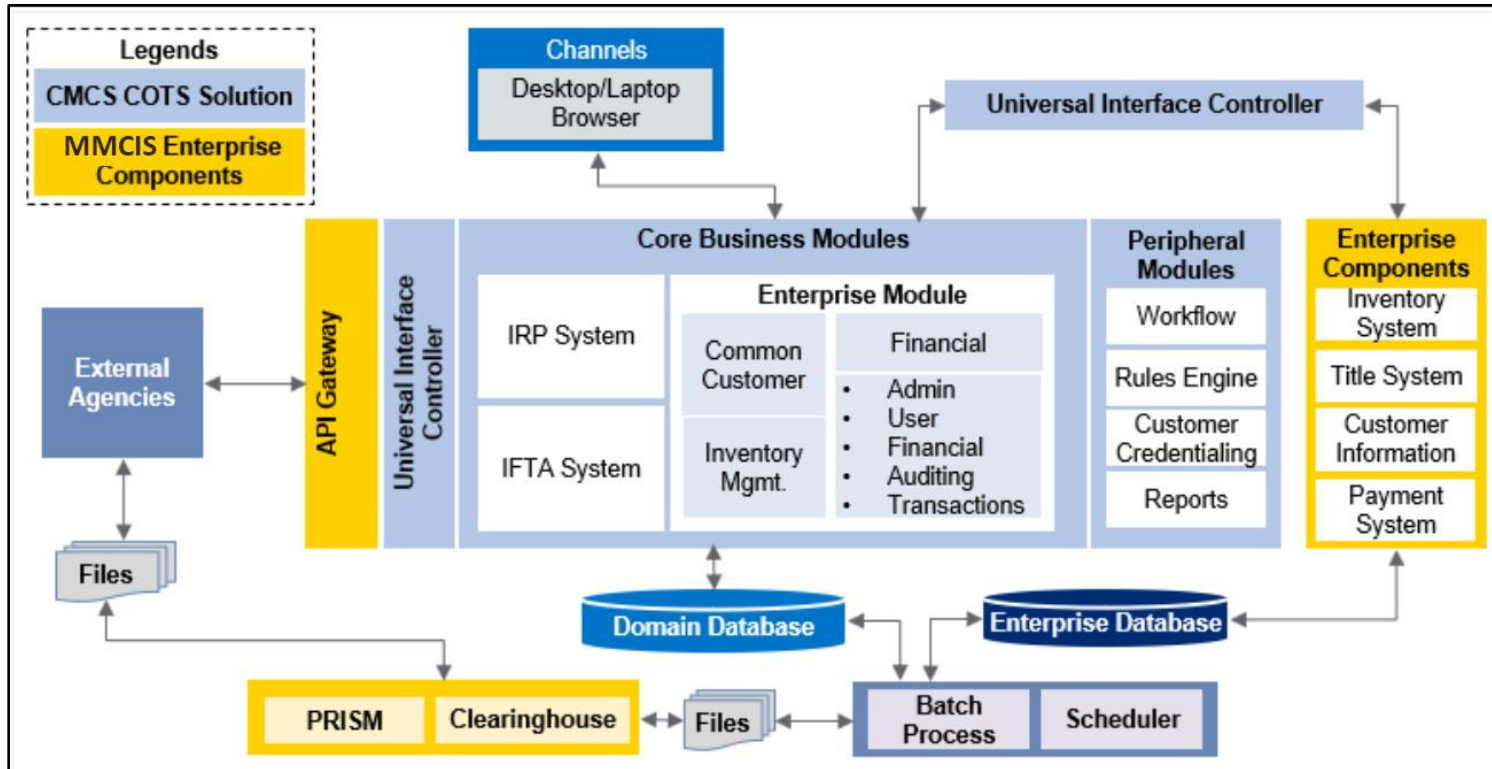 Legends
CMCS COTS Solution
MMCIS Enterprise
Components
Channels
Desktop/Laptop
Browser
Universal Interface Controller
External
Agencies
Files
API Gateway
Universal Interface
Controller
Core Business Modules
IRP System
IFTA System
Enterprise Module
Common
Customer
Inventory
Mgmt.
Financial
• Admin
• User
• Financial
• Auditing
• Transactions
Peripheral
Modules
Workflow
Rules Engine
Customer
Credentialing
Reports
Enterprise
Components
Inventory
System
Title System
Customer
Information
Payment
System
Domain Database
Enterprise Database
PRISM
Clearinghouse
Files
Batch
Process
Scheduler